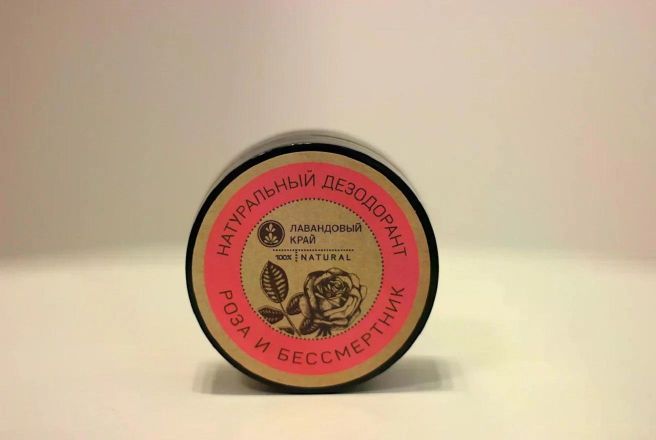 НАТУРАЛЬНЫЙ ДЕЗОДОРАНТ
ЛАВАНДОВЫЙ
КРАЙ
100% NATURAL
РОЗА И БЕССМЕРТНИК